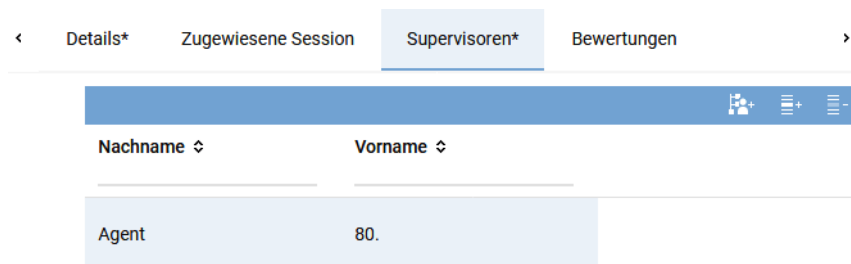 Details* Zugewiesene Session Supervisoren* Bewertungen
Nachname Vorname
Agent 80.